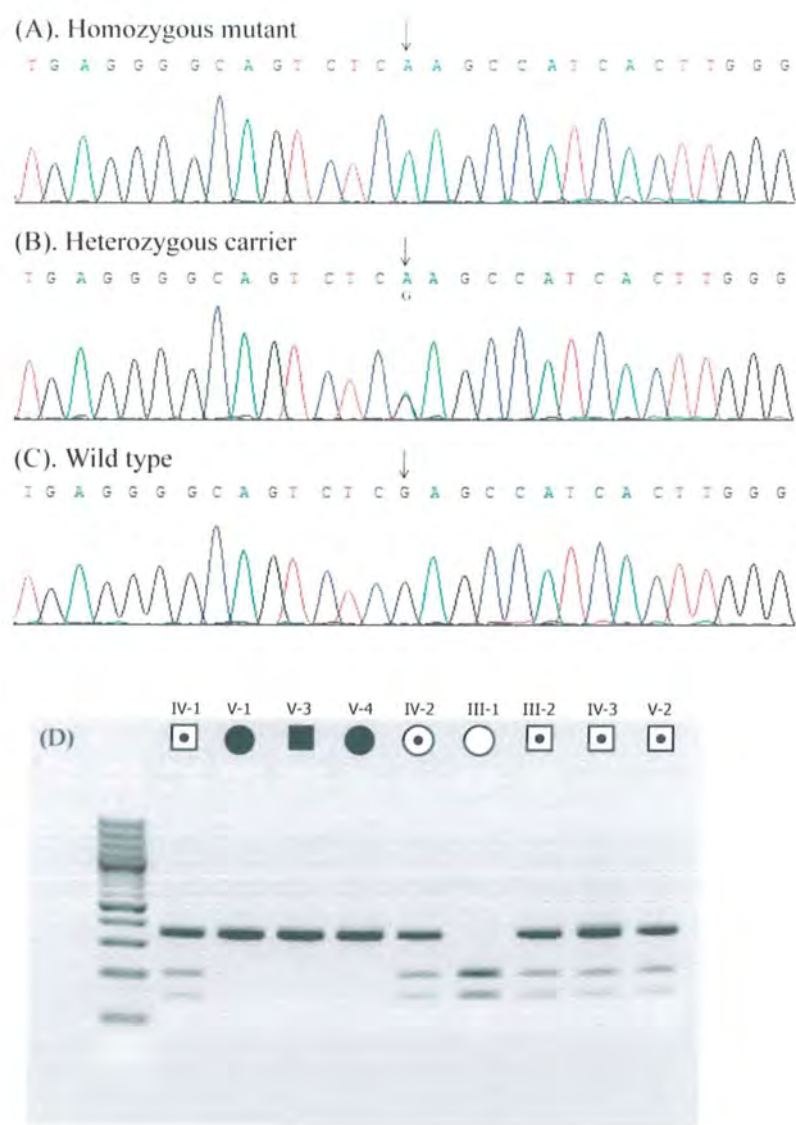 (A). Homozygous mutant
T G A G G G G C A G T C T C A A G C C A T C A C T T G G G
(B). Heterozygous carrier
T G A G G G G C A G T C T C A A G C C A T C A C T T G G G
G
(C). Wild type
T G A G G G G C A G T C T C G A G C C A T C A C T T G G G
IV-1 V-1 V-3 V-4 IV-2 III-1 III-2 IV-3 V-2
(D)